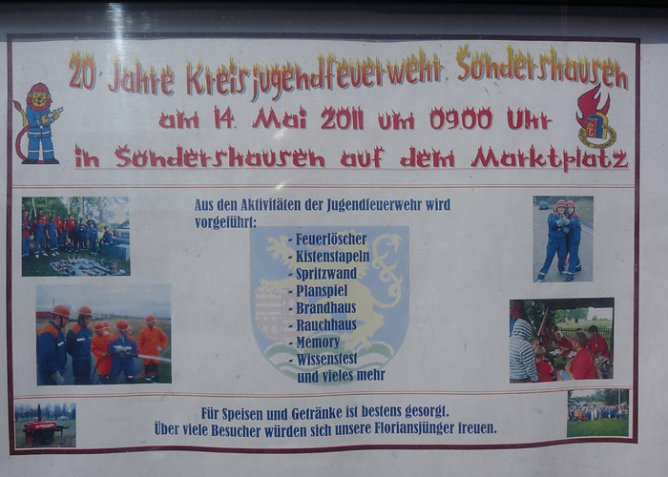 20 Jahre Kreisjugendfeuerwehr Sondershausen
am 14. Mai 2011 um 09.00 Uhr
in Sondershausen auf dem Marktplatz
Aus den Aktivitäten der Jugendfeuerwehr wird
vorgeführt:
- Feuerlöscher
- Kistenstapeln
- Spritzwand
- Planspiel
- Brandhaus
- Rauchhaus
- Memory
- Wissenstest
und vieles mehr
Für Speisen und Getränke ist bestens gesorgt.
Über viele Besucher würden sich unsere Floriansjünger freuen.